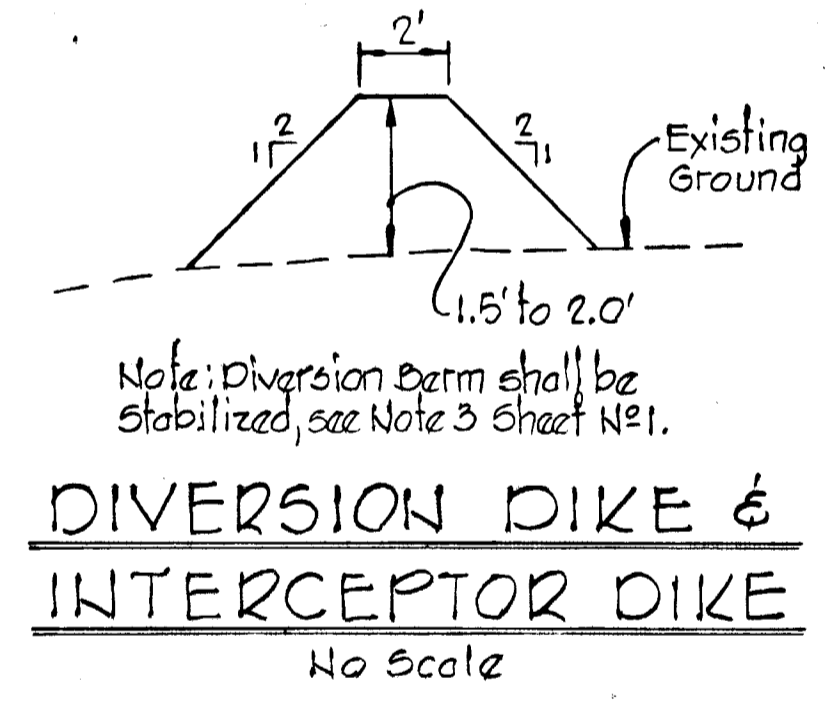 2'
2
1
2
1
Existing
Ground
1.5' to 2.0'
Note: Diversion Berm shall be
Stabilized, see Note 3 Sheet Nº1.
DIVERSION DIKE &
INTERCEPTOR DIKE
No Scale